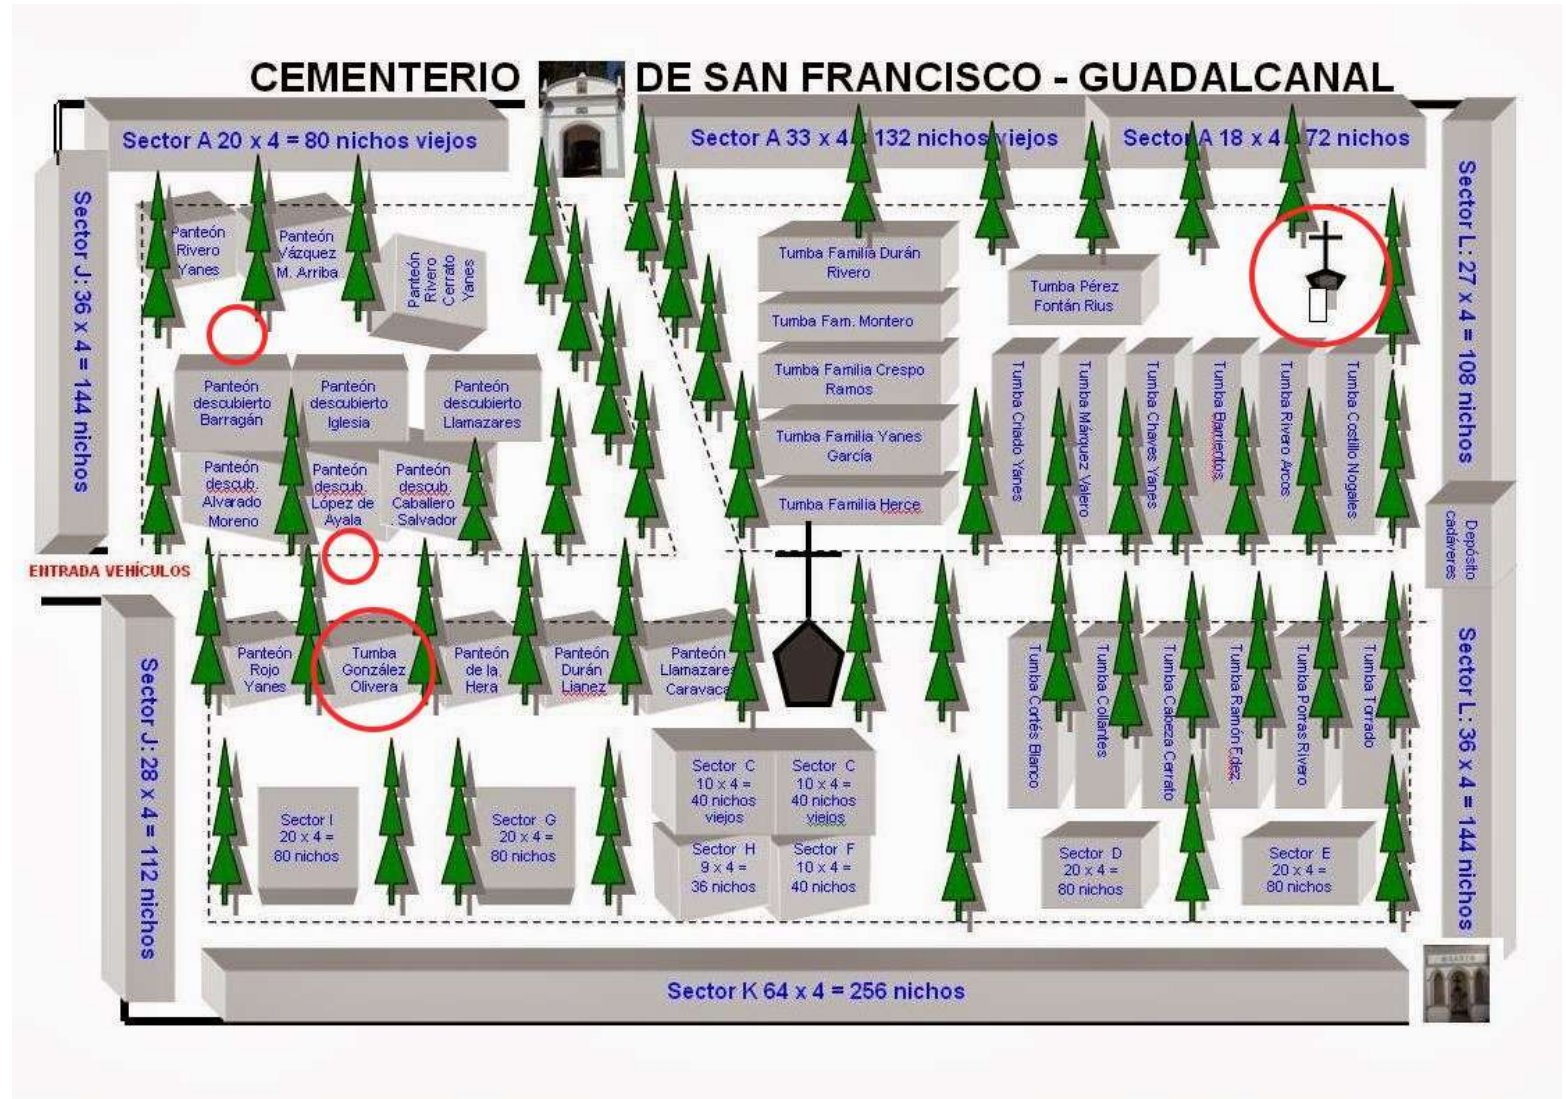 CEMENTERIO DE SAN FRANCISCO - GUADALCANAL
Sector A 20 x 4 = 80 nichos viejos
Sector A 33 x 4 = 132 nichos viejos
Sector A 18 x 4 = 72 nichos
Sector J: 36 x 4 = 144 nichos
Sector L: 27 x 4 = 108 nichos
Panteón
Rivero
Yanes
Panteón
Vázquez
M. Arriba
Panteón
Rivero
Cerrato
Yanes
Tumba Familia Durán
Rivero
Tumba Fam. Montero
Tumba Familia Crespo
Ramos
Tumba Familia Yanes
García
Tumba Familia Herce
Tumba Pérez
Fontán Rius
Panteón
descubierto
Barragán
Panteón
descubierto
Iglesia
Panteón
descubierto
Llamazares
Panteón
descub.
Alvarado
Moreno
Panteón
descub.
López de
Ayala
Panteón
descub.
Caballero
Salvador
Tumba Criado Yanes
Tumba Márquez Valero
Tumba Chaves Yanes
Tumba Barrientos
Tumba Rivero Arcos
Tumba Costillo Nogales
Depósito
cadáveres
ENTRADA VEHÍCULOS
Panteón
Rojo
Yanes
Tumba
González
Olivera
Panteón
de la
Hera
Panteón
Durán
Lianez
Panteón
Llamazares
Caravaca
Tumba Cortés Blanco
Tumba Collantes
Tumba Cabeza Cerrato
Tumba Ramón Fdez.
Tumba Porras Rivero
Tumba Torrado
Sector J: 28 x 4 = 112 nichos
Sector L: 36 x 4 = 144 nichos
Sector I
20 x 4 =
80 nichos
Sector G
20 x 4 =
80 nichos
Sector C
10 x 4 =
40 nichos
viejos
Sector C
10 x 4 =
40 nichos
viejos
Sector H
9 x 4 =
36 nichos
Sector F
10 x 4 =
40 nichos
Sector D
20 x 4 =
80 nichos
Sector E
20 x 4 =
80 nichos
Sector K 64 x 4 = 256 nichos